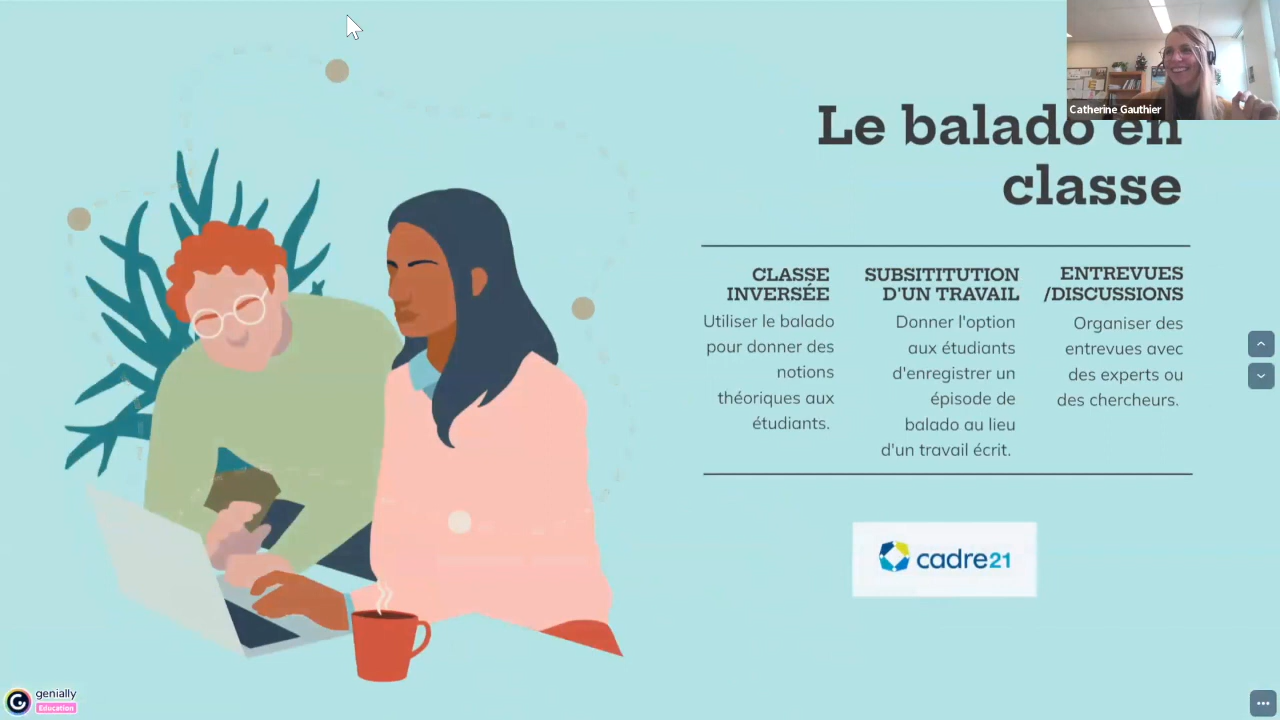 Catherine Gauthier
Le balado en
classe
CLASSE
INVERSÉE
Utiliser le balado
pour donner des
notions
théoriques aux
étudiants.
SUBSITITUTION
D'UN TRAVAIL
Donner l'option
aux étudiants
d'enregistrer un
épisode de
balado au lieu
d'un travail écrit.
ENTREVUES
/DISCUSSIONS
Organiser des
entrevues avec
des experts ou
des chercheurs.
cadre21
genially
Education